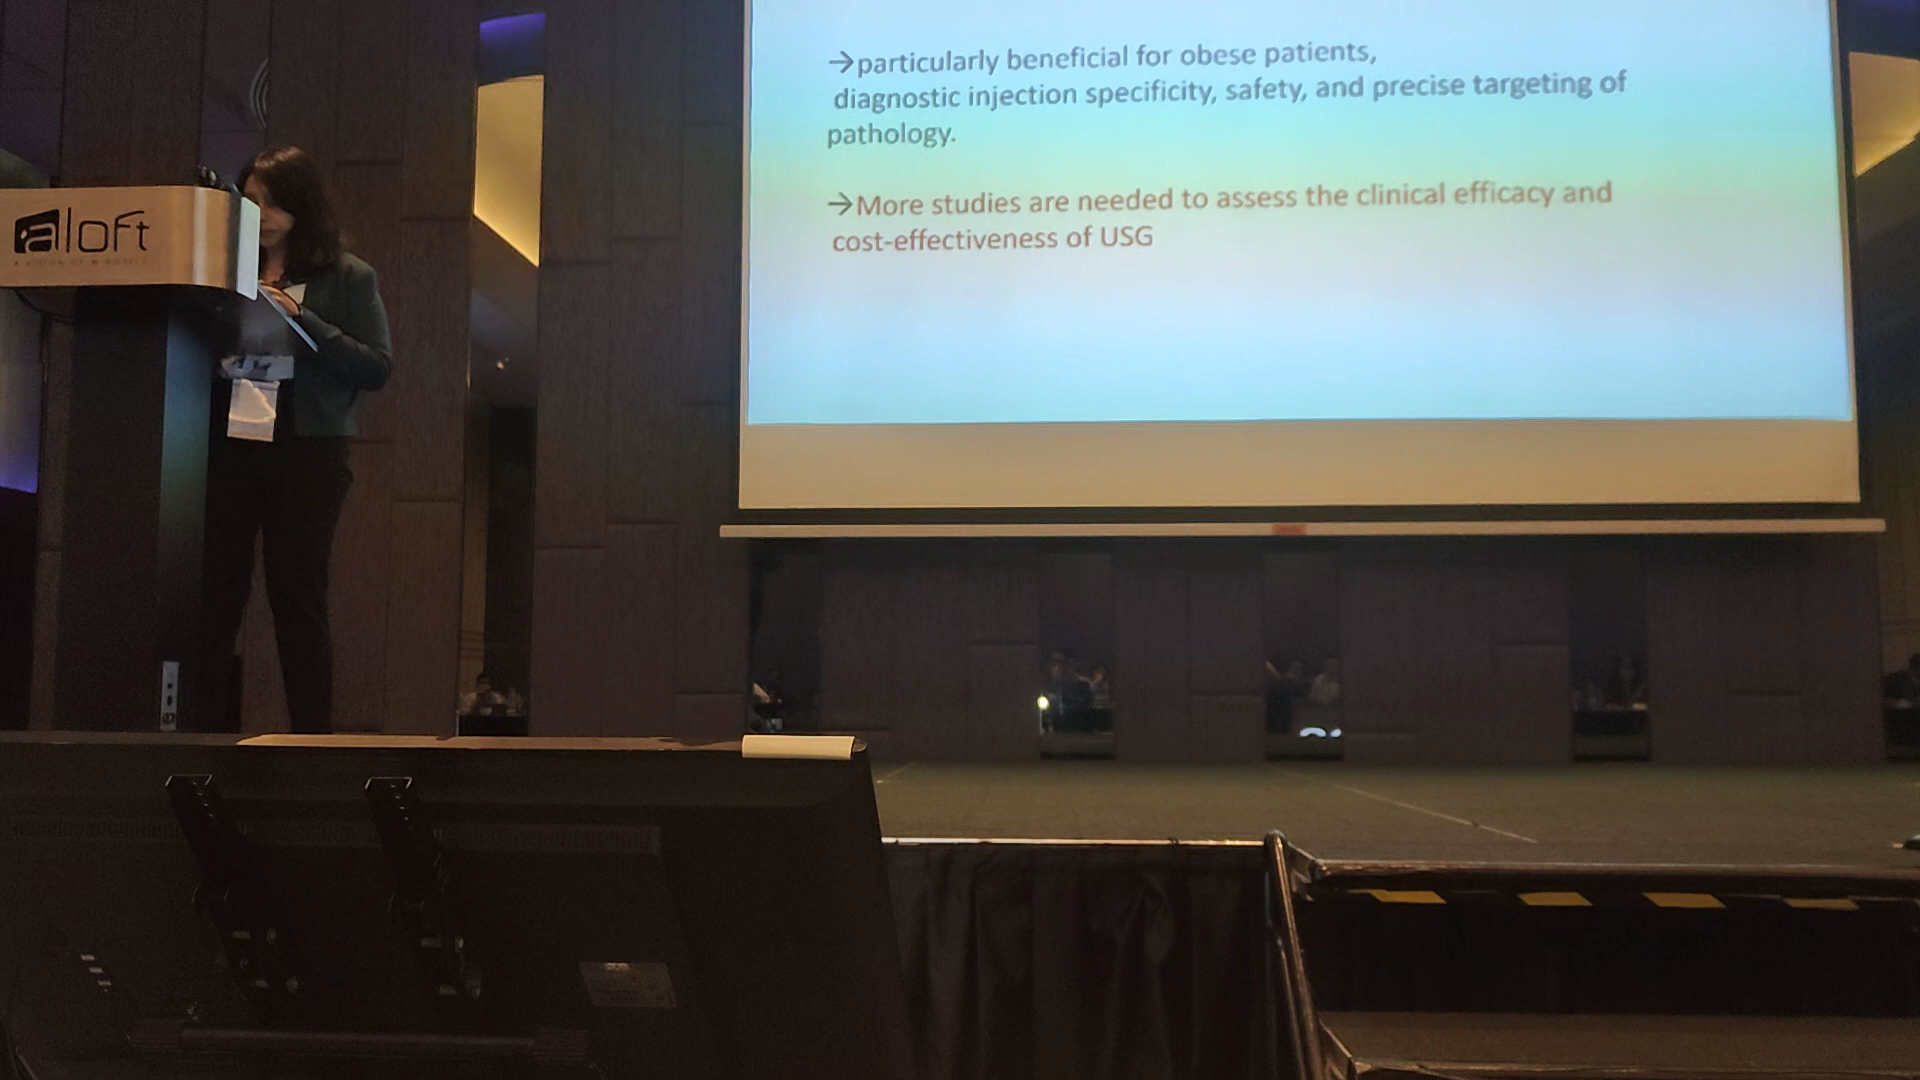 aloft
→particularly beneficial for obese patients,
diagnostic injection specificity, safety, and precise targeting of
pathology.
→More studies are needed to assess the clinical efficacy and
cost-effectiveness of USG